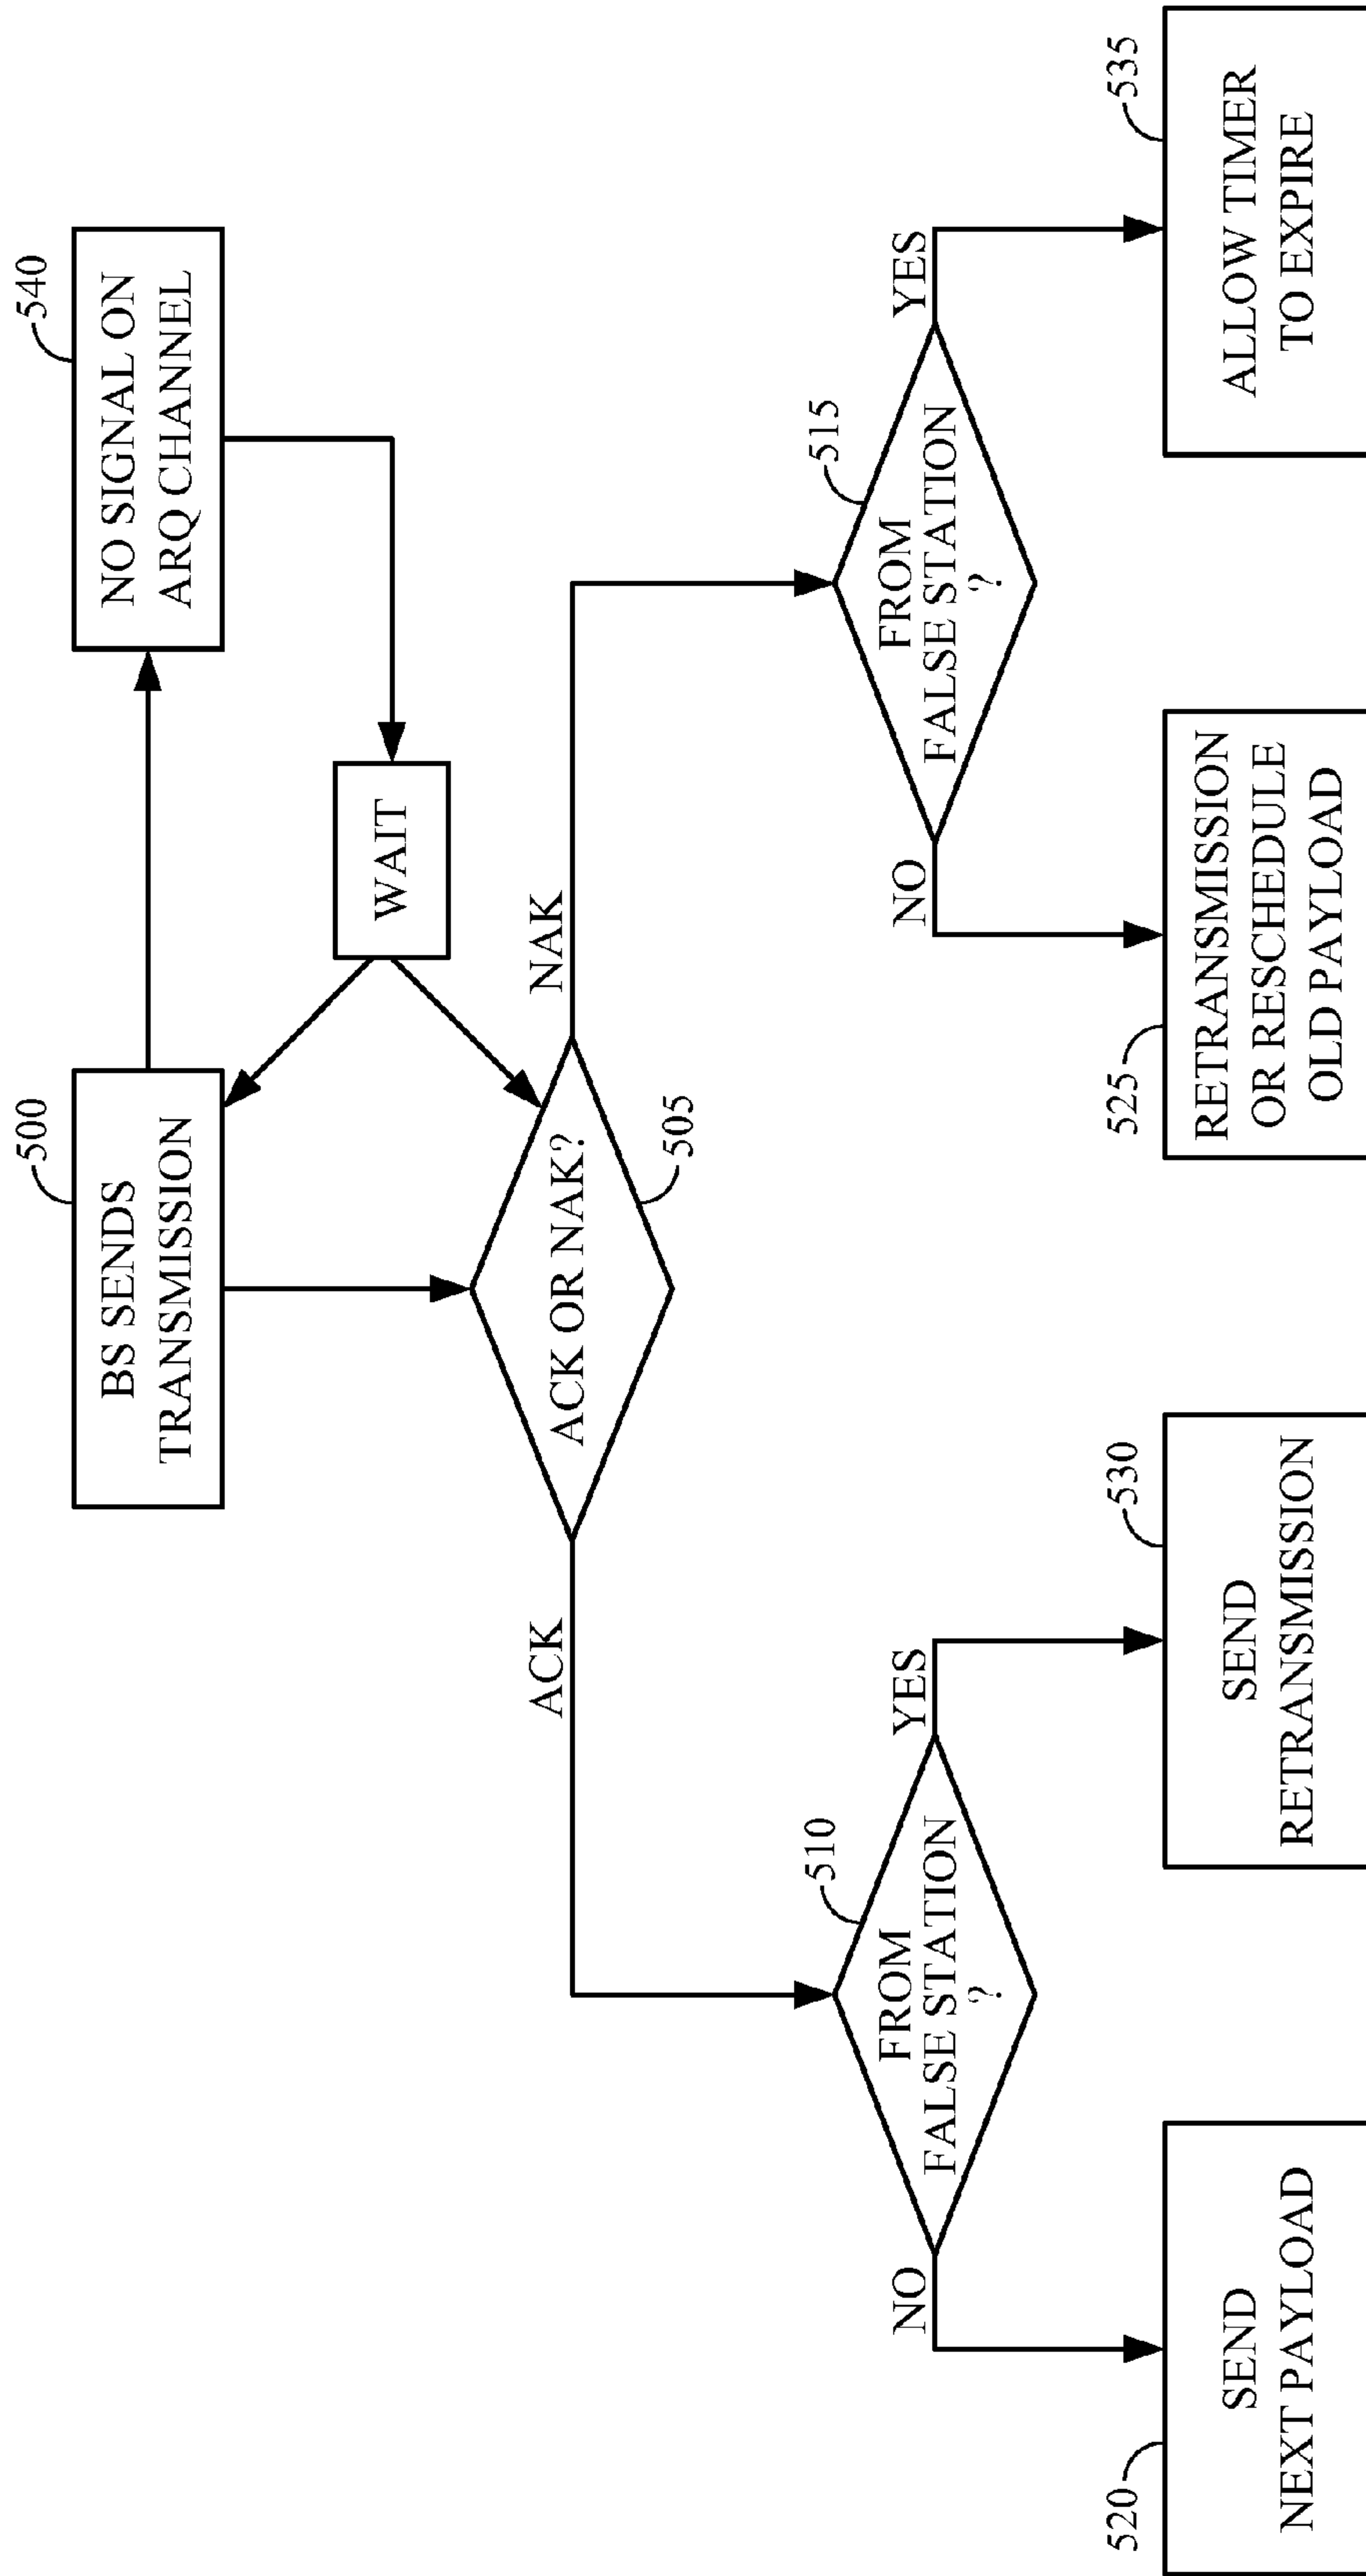 500
BS SENDS
TRANSMISSION
540
NO SIGNAL ON
ARQ CHANNEL
WAIT
ACK OR NAK?
505
ACK
NAK
510
FROM
FALSE STATION
?
515
FROM
FALSE STATION
?
NO
YES
NO
YES
520
SEND
NEXT PAYLOAD
530
SEND
RETRANSMISSION
525
RETRANSMISSION
OR RESCHEDULE
OLD PAYLOAD
535
ALLOW TIMER
TO EXPIRE